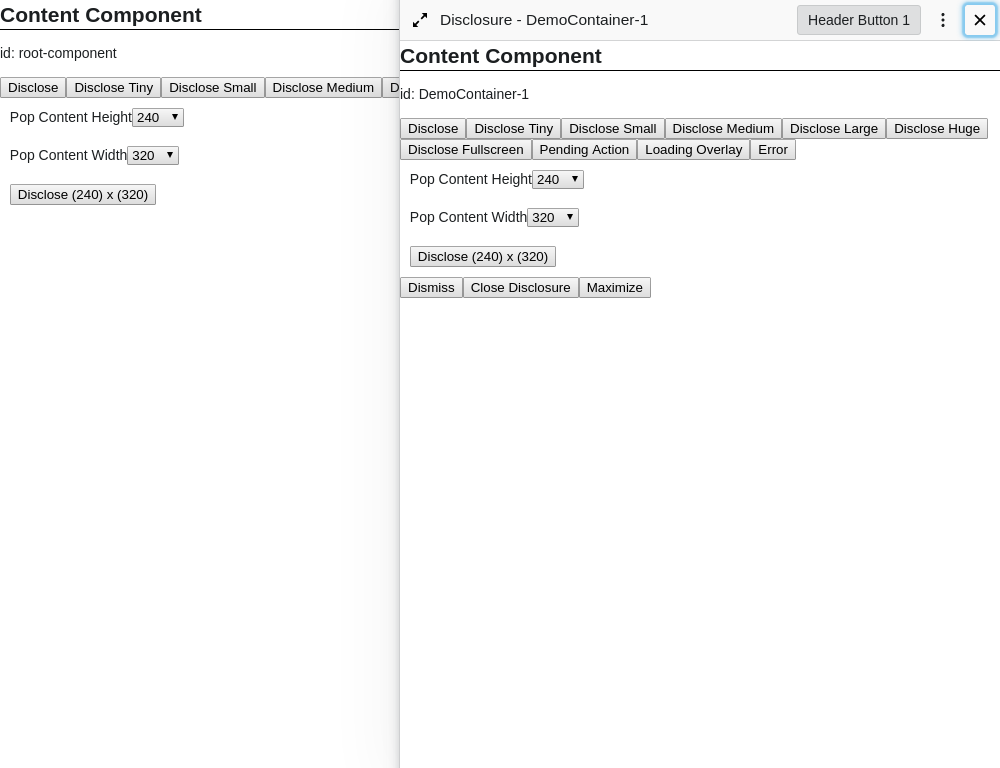 Content Component
id: root-component
Disclose Disclose Tiny Disclose Small Disclose Medium D
Pop Content Height 240
Pop Content Width 320
Disclose (240) x (320)
Disclosure - DemoContainer-1 Header Button 1
Content Component
id: DemoContainer-1
Disclose Disclose Tiny Disclose Small Disclose Medium Disclose Large Disclose Huge
Disclose Fullscreen Pending Action Loading Overlay Error
Pop Content Height 240
Pop Content Width 320
Disclose (240) x (320)
Dismiss Close Disclosure Maximize